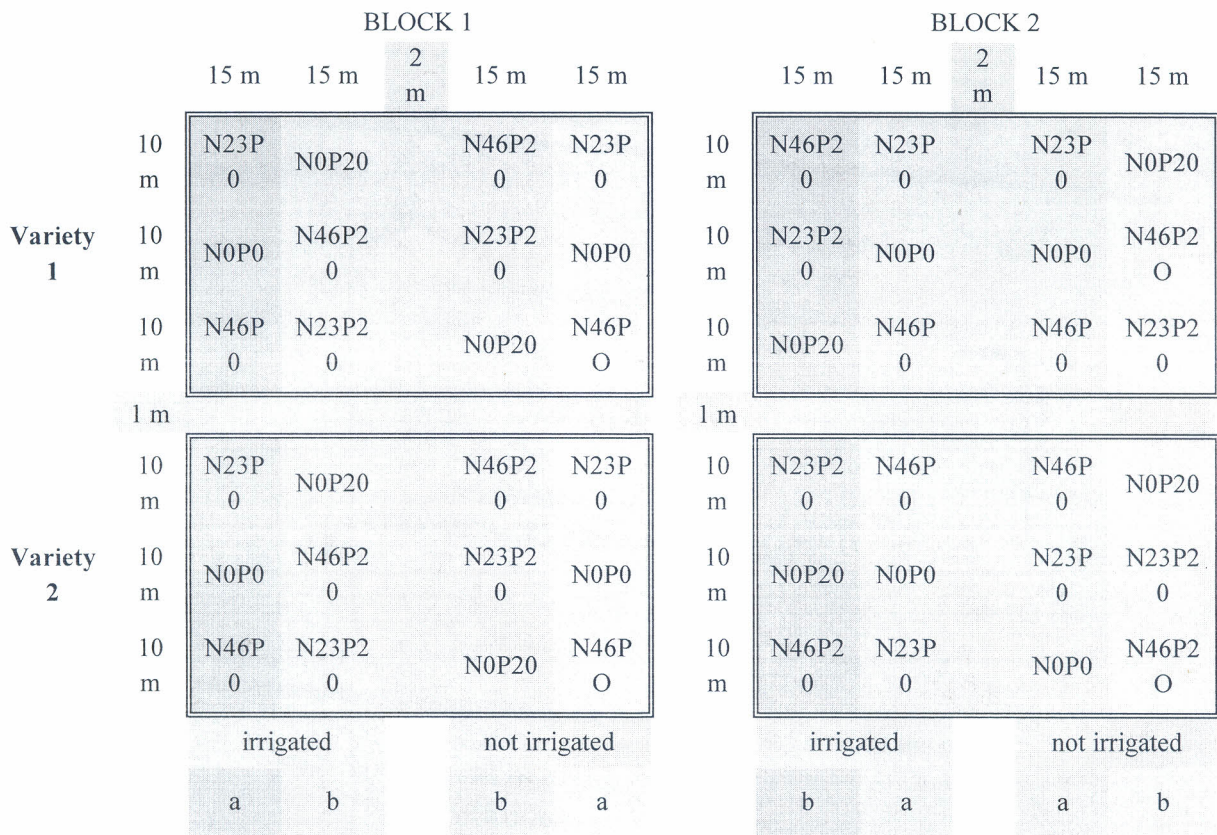 BLOCK 1 BLOCK 2
15 m 15 m 2 m 15 m 15 m 15 m 15 m 2 m 15 m 15 m
10 m N23P 0 N0P20 N46P2 0 N23P 0 10 m N46P2 0 N23P 0 N23P 0 N0P20
Variety 1 10 m N0P0 N46P2 0 N23P2 0 N0P0 10 m N23P2 0 N0P0 N0P0 N46P2 O
10 m N46P 0 N23P2 0 N0P20 N46P O 10 m N0P20 N46P 0 N46P 0 N23P2 0
1 m 1 m
10 m N23P 0 N0P20 N46P2 0 N23P 0 10 m N23P2 0 N46P 0 N46P 0 N0P20
Variety 2 10 m N0P0 N46P2 0 N23P2 0 N0P0 10 m N0P20 N0P0 N23P 0 N23P2 0
10 m N46P 0 N23P2 0 N0P20 N46P O 10 m N46P2 0 N23P 0 N0P0 N46P2 O
irrigated not irrigated irrigated not irrigated
a b b a b a a b